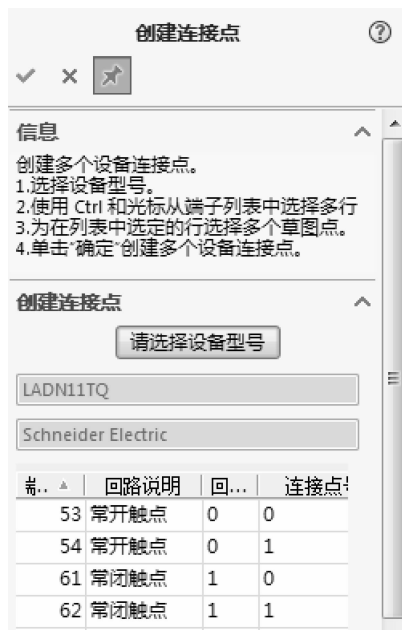 创建连接点
信息
创建多个设备连接点。
1.选择设备型号。
2.使用 Ctrl 和光标从端子列表中选择多行
3.为在列表中选定的行选择多个草图点。
4.单击“确定”创建多个设备连接点。
创建连接点
请选择设备型号
LADN11TQ
Schneider Electric
回路说明 回... 连接点
53 常开触点 0 0
54 常开触点 0 1
61 常闭触点 1 0
62 常闭触点 1 1